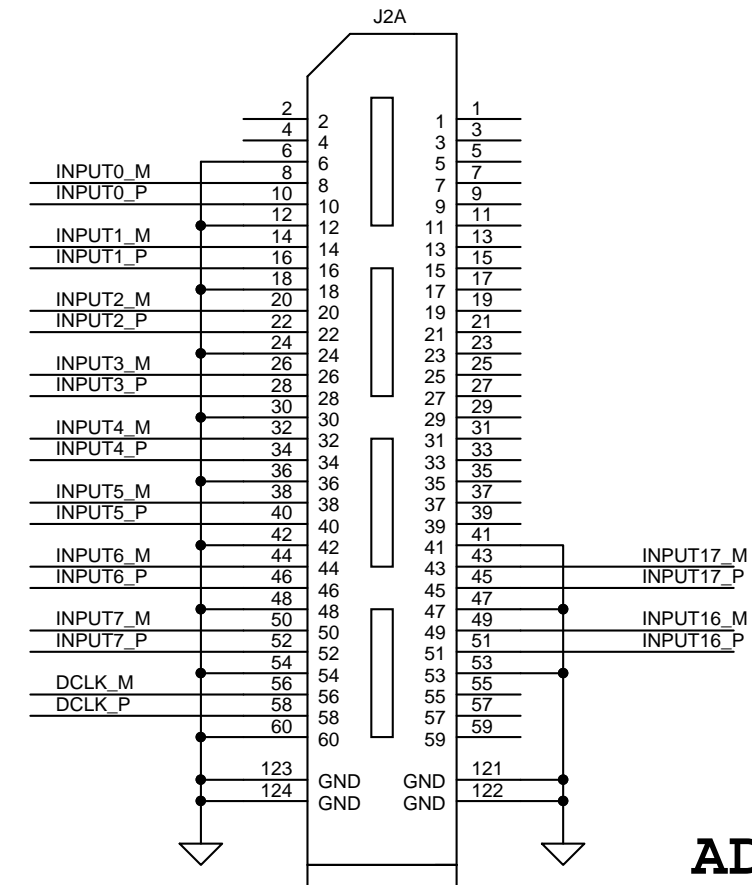 J2A
2 2 1 1
4 4 3 3
6 6 5 5
INPUT0_M 8 8 7 7
INPUT0_P 10 10 9 9
12 12 11 11
INPUT1_M 14 14 13 13
INPUT1_P 16 16 15 15
18 18 17 17
INPUT2_M 20 20 19 19
INPUT2_P 22 22 21 21
24 24 23 23
INPUT3_M 26 26 25 25
INPUT3_P 28 28 27 27
30 30 29 29
INPUT4_M 32 32 31 31
INPUT4_P 34 34 33 33
36 36 35 35
INPUT5_M 38 38 37 37
INPUT5_P 40 40 39 39
42 42 41 41
INPUT6_M 44 44 43 43 INPUT17_M
INPUT6_P 46 46 45 45 INPUT17_P
48 48 47 47
INPUT7_M 50 50 49 49 INPUT16_M
INPUT7_P 52 52 51 51 INPUT16_P
54 54 53 53
DCLK_M 56 56 55 55
DCLK_P 58 58 57 57
60 60 59 59
123 GND GND 121
124 GND GND 122
AD